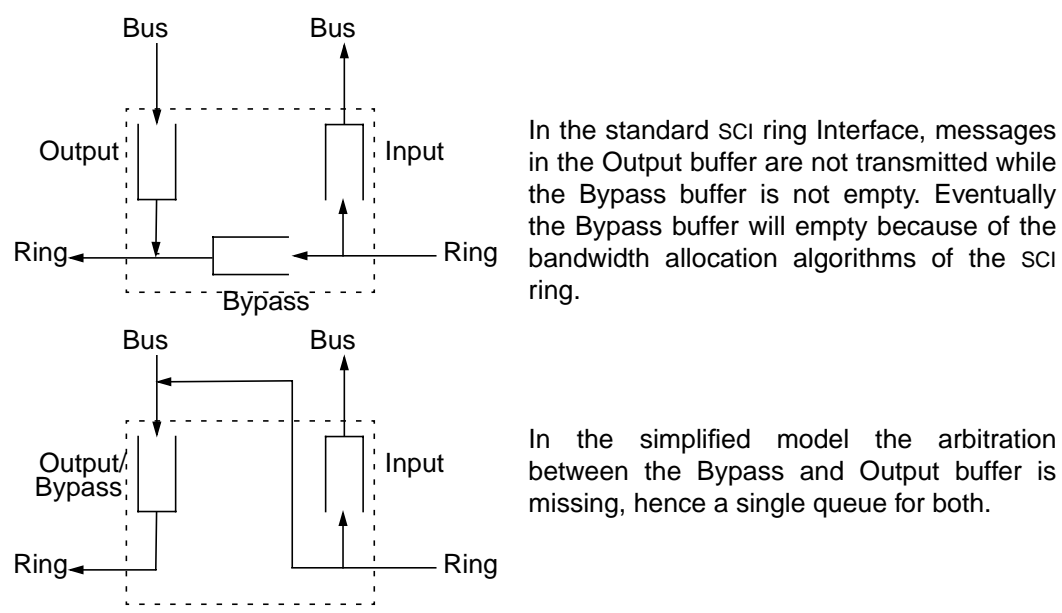 Bus
Bus
Output
Input
Ring
Ring
Bypass
In the standard SCI ring Interface, messages
in the Output buffer are not transmitted while
the Bypass buffer is not empty. Eventually
the Bypass buffer will empty because of the
bandwidth allocation algorithms of the SCI
ring.
Bus
Bus
Output/
Bypass
Input
Ring
Ring
In the simplified model the arbitration
between the Bypass and Output buffer is
missing, hence a single queue for both.